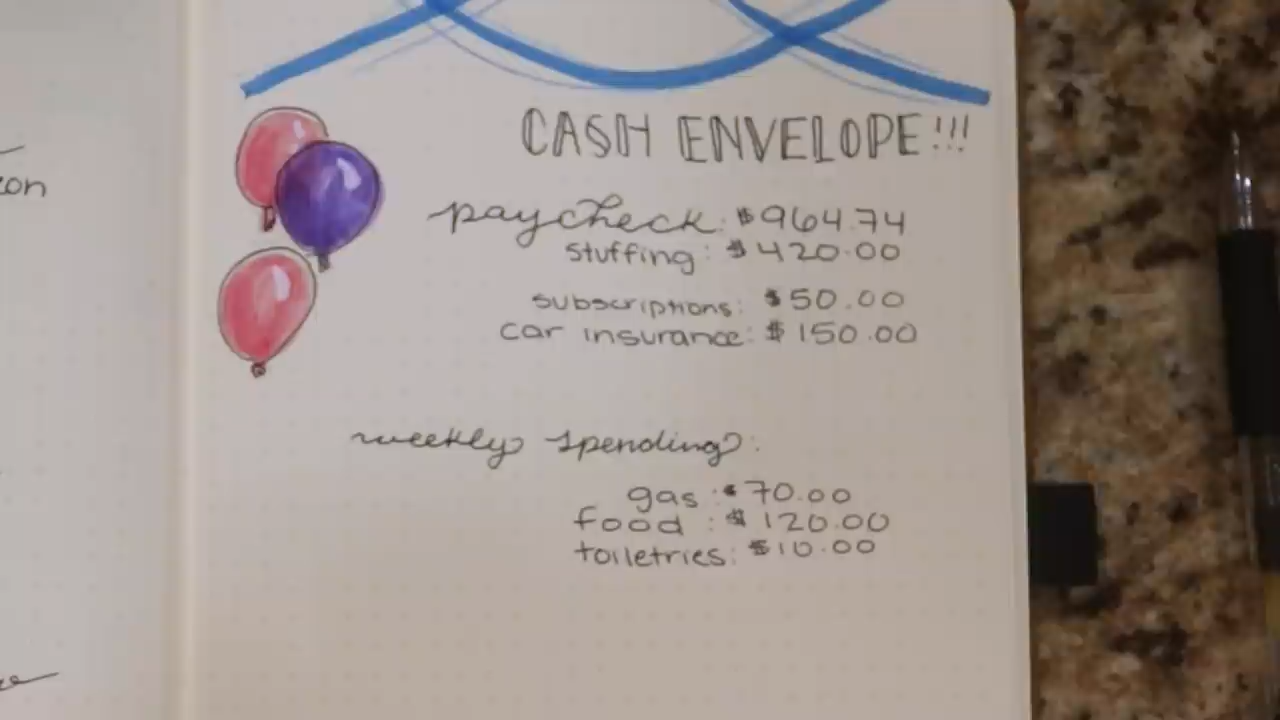 CASH ENVELOPE!!!
paycheck: $964.74
stuffing: $420.00
subscriptions: $50.00
car insurance: $150.00
weekly spending:
gas: $70.00
food: $120.00
toiletries: $10.00